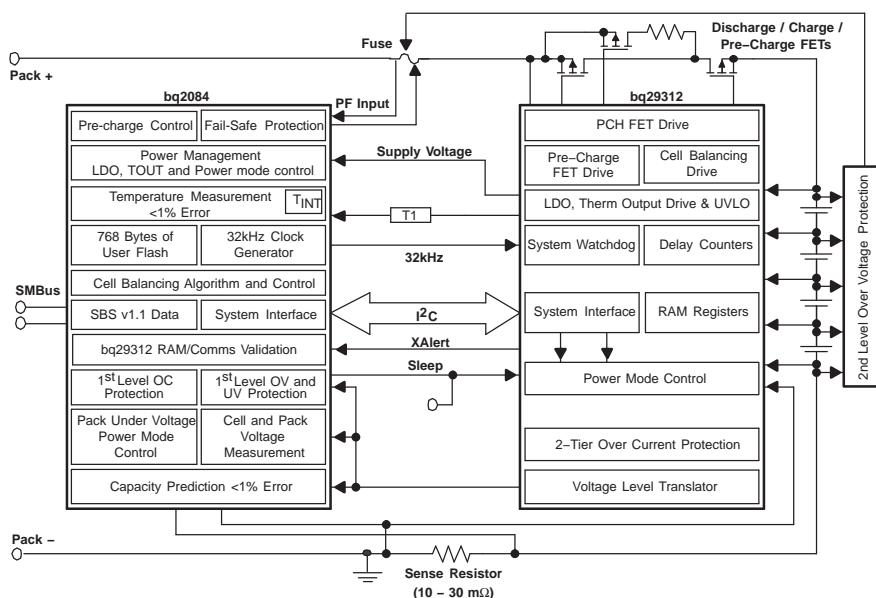 Discharge / Charge /
Pre–Charge FETs
Fuse
Pack +
bq2084
PF Input
bq29312
Pre-charge Control
Fail-Safe Protection
PCH FET Drive
Power Management
LDO, TOUT and Power mode control
Supply Voltage
Pre-Charge
FET Drive
Cell Balancing
Drive
Temperature Measurement
<1% Error
TINT
T1
LDO, Therm Output Drive & UVLO
768 Bytes of
User Flash
32kHz Clock
Generator
32kHz
System Watchdog
Delay Counters
Cell Balancing Algorithm and Control
SMBus
SBS v1.1 Data
System Interface
I2C
System Interface
RAM Registers
bq29312 RAM/Comms Validation
XAlert
Sleep
1st Level OC
Protection
1st Level OV and
UV Protection
Power Mode Control
Pack Under Voltage
Power Mode
Control
Cell and Pack
Voltage
Measurement
2–Tier Over Current Protection
Capacity Prediction <1% Error
Voltage Level Translator
2nd Level Over Voltage Protection
Pack –
Sense Resistor
(10 – 30 mΩ)